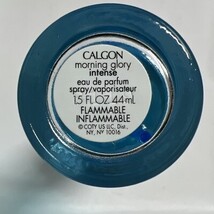 CALGON
morning glory
intense
eau de parfum
spray/vaporisateur
1.5 FL OZ 44 mL
FLAMMABLE
INFLAMMABLE
© COTY US LLC, Dist.,
NY, NY 10016